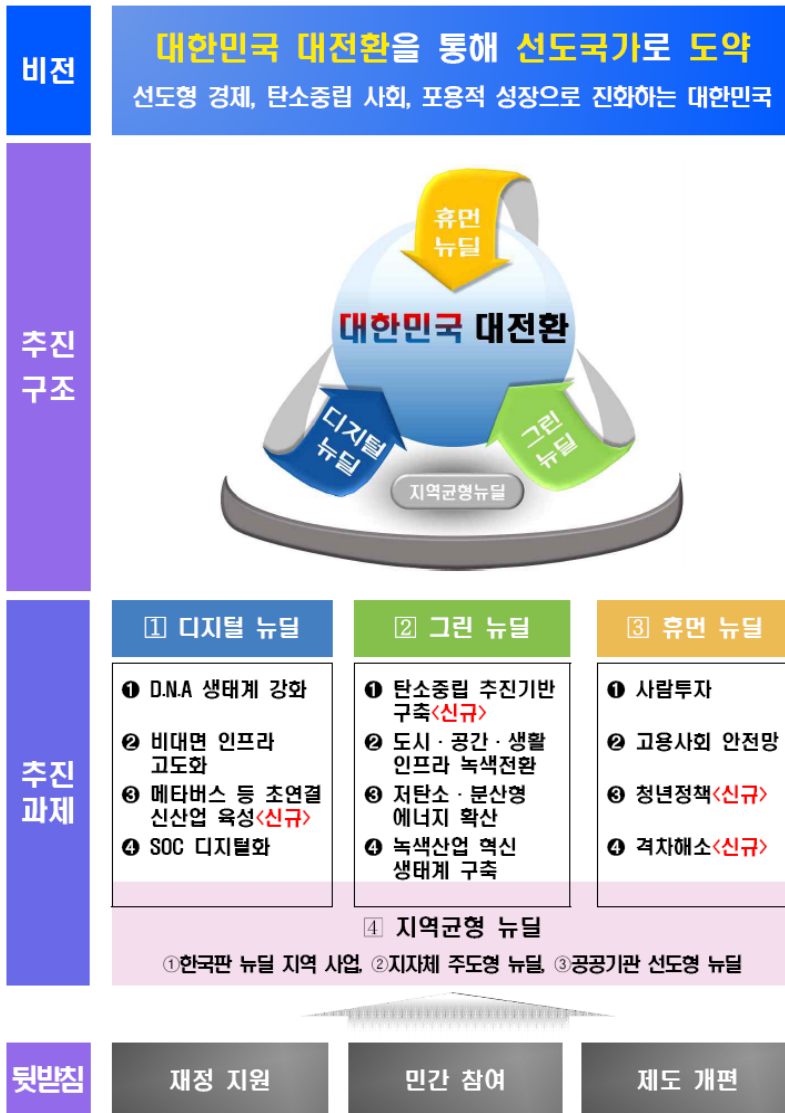 비전
대한민국 대전환을 통해 선도국가로 도약
선도형 경제, 탄소중립 사회, 포용적 성장으로 진화하는 대한민국
추진
구조
휴먼
뉴딜
대한민국 대전환
디지털
뉴딜
그린
뉴딜
지역균형뉴딜
추진
과제
1 디지털 뉴딜
❶ D.N.A 생태계 강화
❷ 비대면 인프라
고도화
❸ 메타버스 등 초연결
신산업 육성<신규>
❹ SOC 디지털화
2 그린 뉴딜
❶ 탄소중립 추진기반
구축<신규>
❷ 도시·공간·생활
인프라 녹색전환
❸ 저탄소·분산형
에너지 확산
❹ 녹색산업 혁신
생태계 구축
3 휴먼 뉴딜
❶ 사람투자
❷ 고용사회 안전망
❸ 청년정책<신규>
❹ 격차해소<신규>
4 지역균형 뉴딜
①한국판 뉴딜 지역 사업, ②지자체 주도형 뉴딜, ③공공기관 선도형 뉴딜
뒷받침
재정 지원
민간 참여
제도 개편